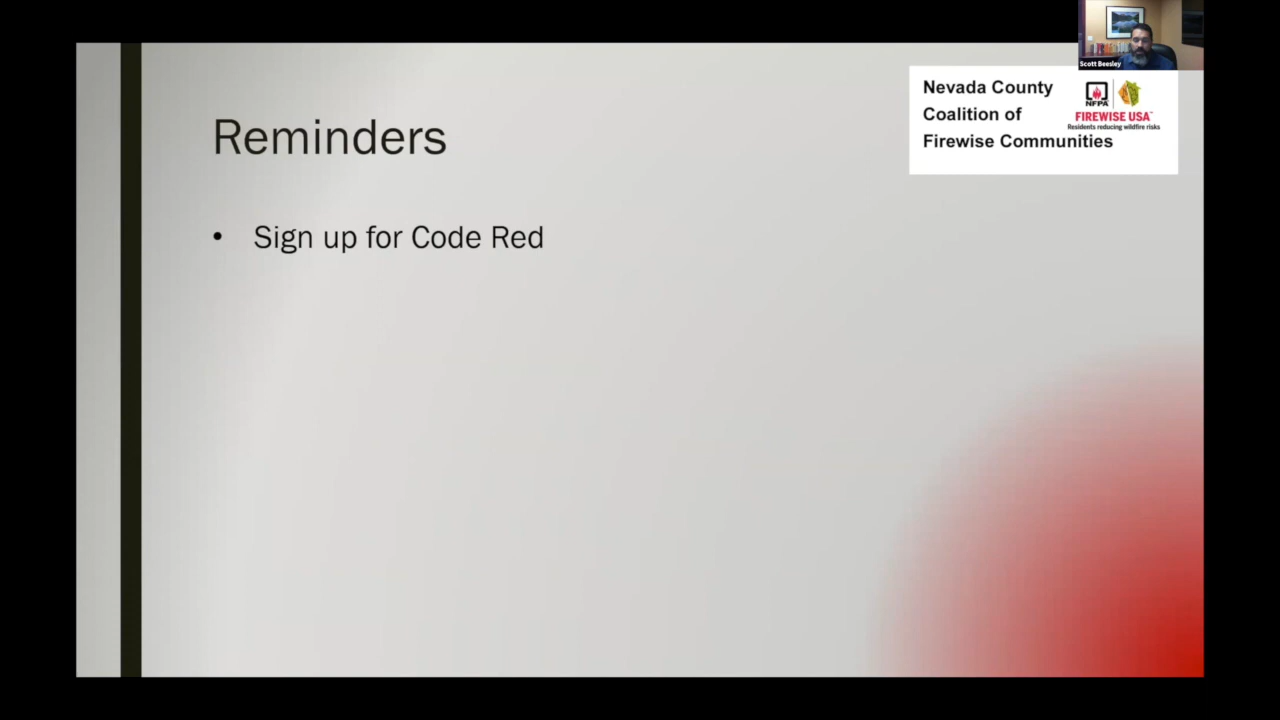 Scott Beesley
Nevada County
Coalition of
Firewise Communities
NFPA
FIREWISE USA™
Residents reducing wildfire risks
Reminders
• Sign up for Code Red